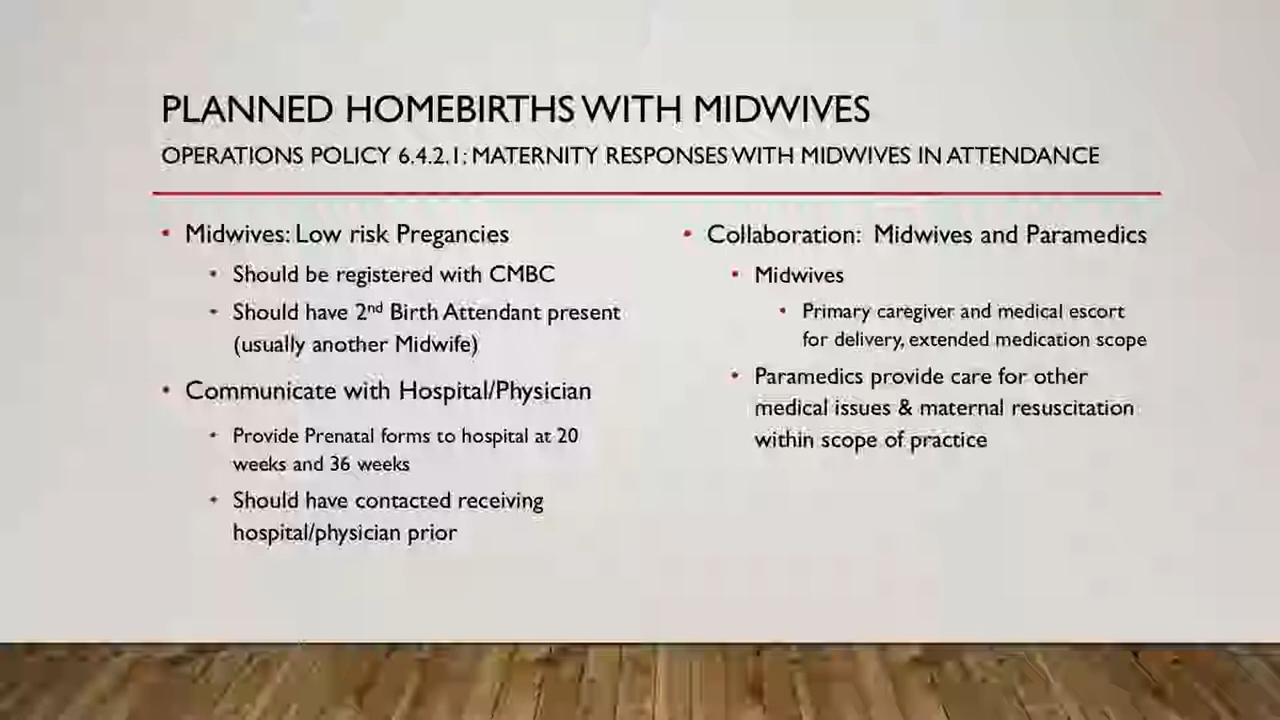 PLANNED HOMEBIRTHS WITH MIDWIVES
OPERATIONS POLICY 6.4.2.1; MATERNITY RESPONSES WITH MIDWIVES IN ATTENDANCE
• Midwives: Low risk Pregancies
• Should be registered with CMBC
• Should have 2nd Birth Attendant present
(usually another Midwife)
• Communicate with Hospital/Physician
• Provide Prenatal forms to hospital at 20
weeks and 36 weeks
• Should have contacted receiving
hospital/physician prior
• Collaboration: Midwives and Paramedics
• Midwives
• Primary caregiver and medical escort
for delivery, extended medication scope
• Paramedics provide care for other
medical issues & maternal resuscitation
within scope of practice